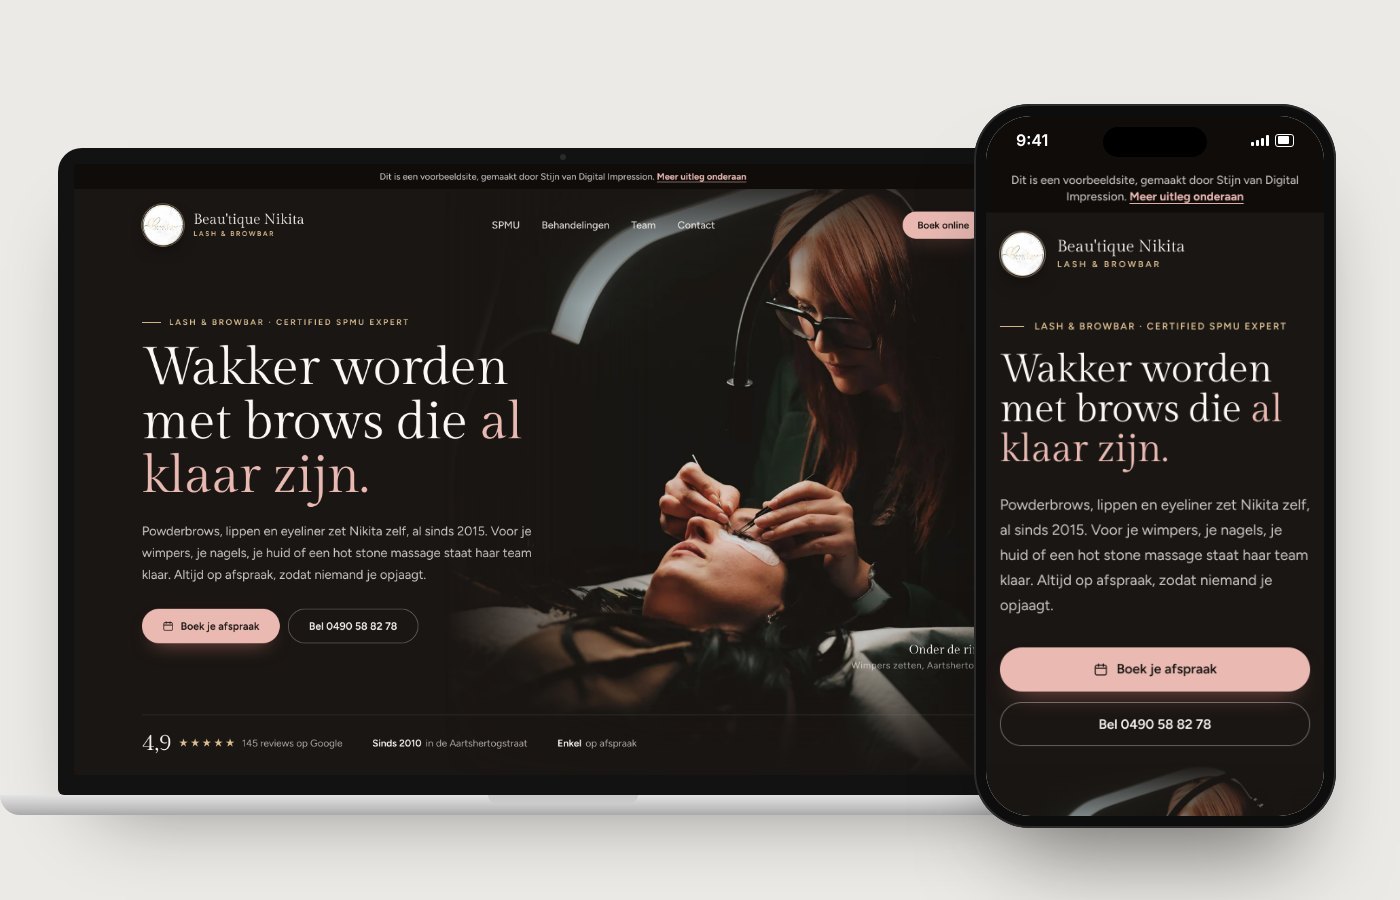 Dit is een voorbeeldsite, gemaakt door Stijn van Digital Impression. Meer uitleg onderaan
Beau'tique Nikita
LASH & BROWBAR
SPMU
Behandelingen
Team
Contact
Boek online
LASH & BROWBAR · CERTIFIED SPMU EXPERT
Wakker worden
met brows die al
klaar zijn.
Powderbrows, lippen en eyeliner zet Nikita zelf, al sinds 2015. Voor je
wimpers, je nagels, je huid of een hot stone massage staat haar team
klaar. Altijd op afspraak, zodat niemand je opjaagt.
Boek je afspraak
Bel 0490 58 82 78
Onder de
Wimpers zetten,
4,9 ★★★★★ 145 reviews op Google
Sinds 2010 in de Aartshertogstraat
Enkel op afspraak
9:41
Dit is een voorbeeldsite, gemaakt door Stijn van Digital
Impression. Meer uitleg onderaan
Beau'tique Nikita
LASH & BROWBAR
LASH & BROWBAR · CERTIFIED SPMU EXPERT
Wakker worden
met brows die al
klaar zijn.
Powderbrows, lippen en eyeliner zet Nikita zelf,
al sinds 2015. Voor je wimpers, je nagels, je
huid of een hot stone massage staat haar team
klaar. Altijd op afspraak, zodat niemand je
opjaagt.
Boek je afspraak
Bel 0490 58 82 78